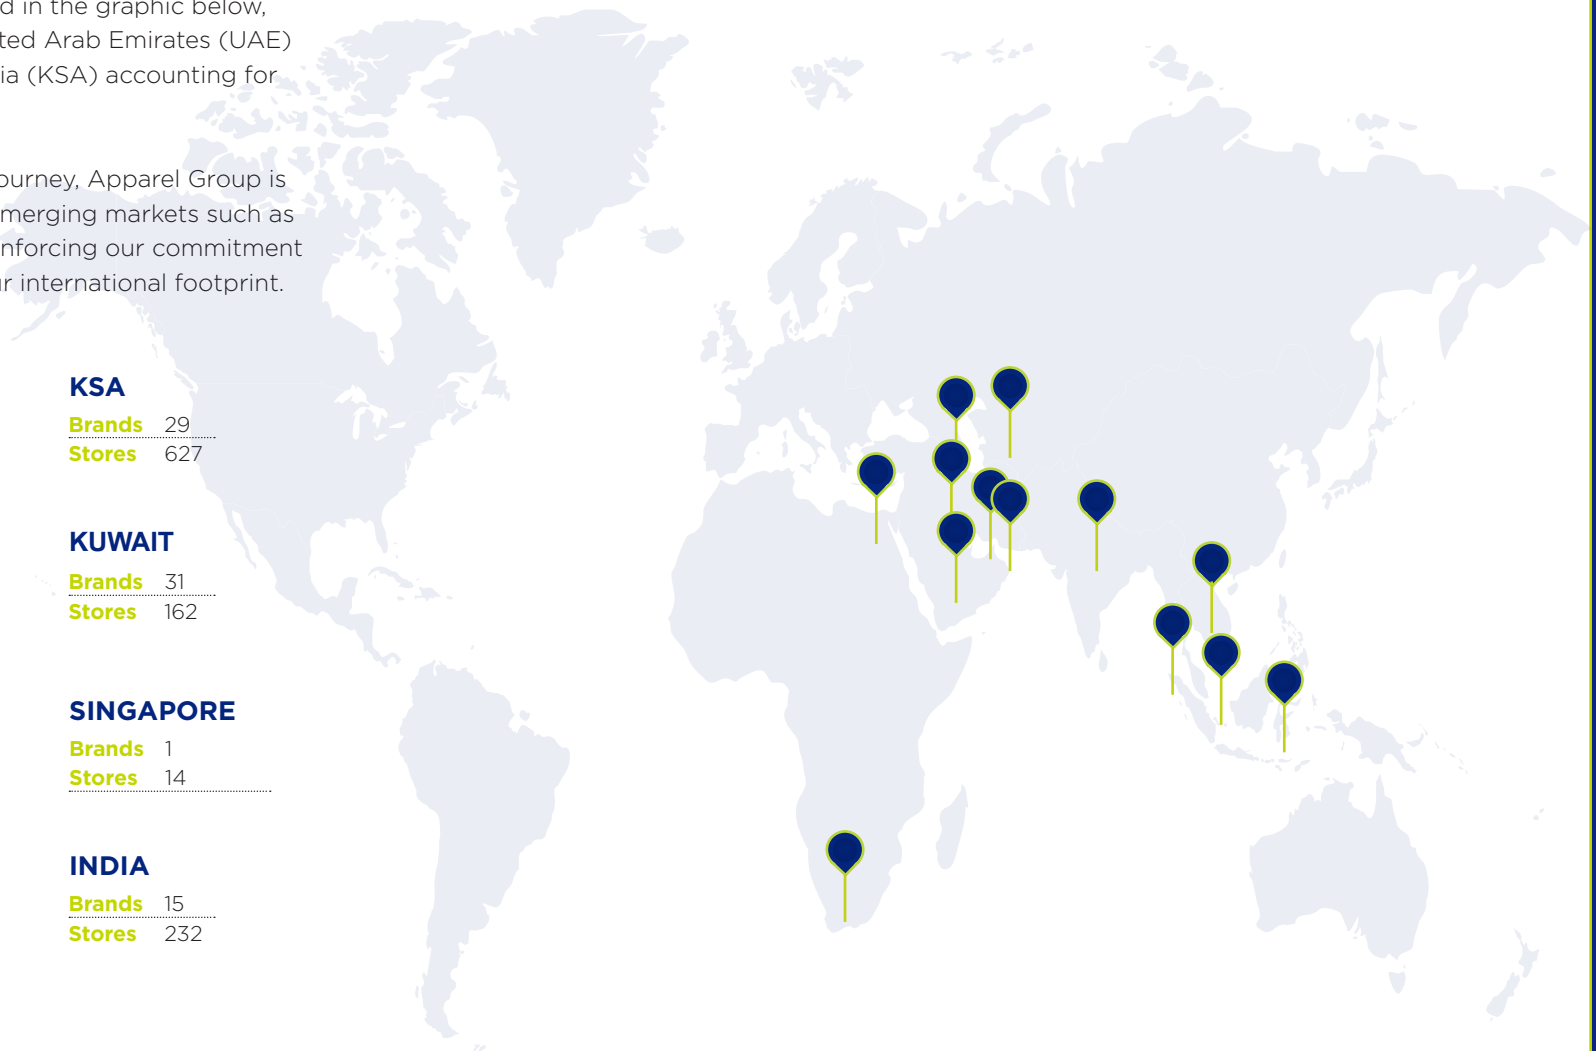 d in the graphic below,
ted Arab Emirates (UAE)
ia (KSA) accounting for
ourney, Apparel Group is
merging markets such as
nforcing our commitment
ur international footprint.
KSA
Brands 29
Stores 627
KUWAIT
Brands 31
Stores 162
SINGAPORE
Brands 1
Stores 14
INDIA
Brands 15
Stores 232